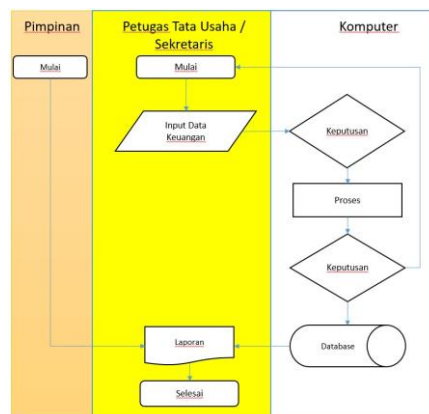 Pimpinan
Petugas Tata Usaha /
Sekretaris
Komputer
Mulai
Mulai
Input Data
Keuangan
Keputusan
Proses
Keputusan
Laporan
Database
Selesai